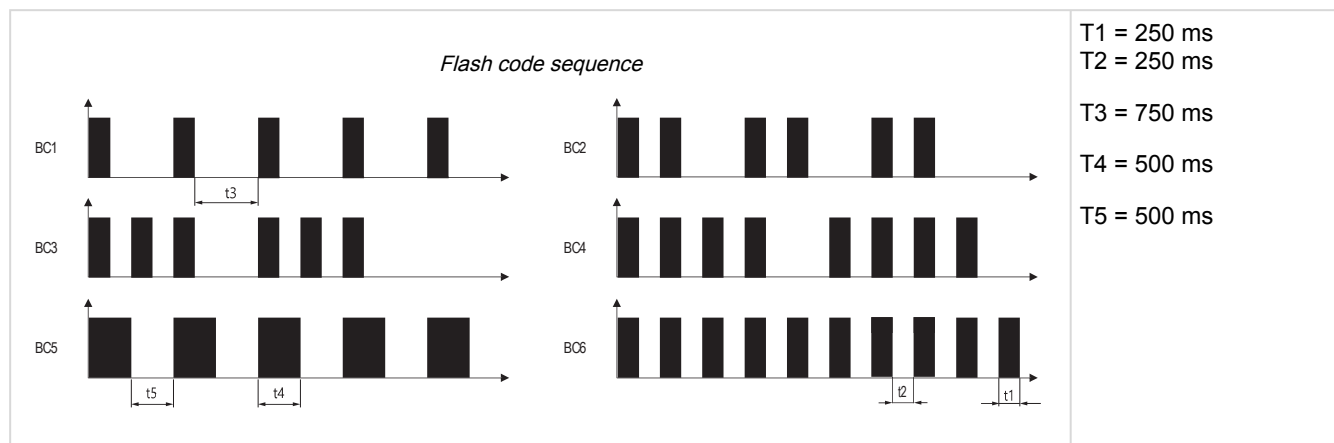 Flash code sequence
BC1
t3
BC2
BC3
BC4
BC5
t5
t4
BC6
t2
t1
T1 = 250 ms
T2 = 250 ms
T3 = 750 ms
T4 = 500 ms
T5 = 500 ms